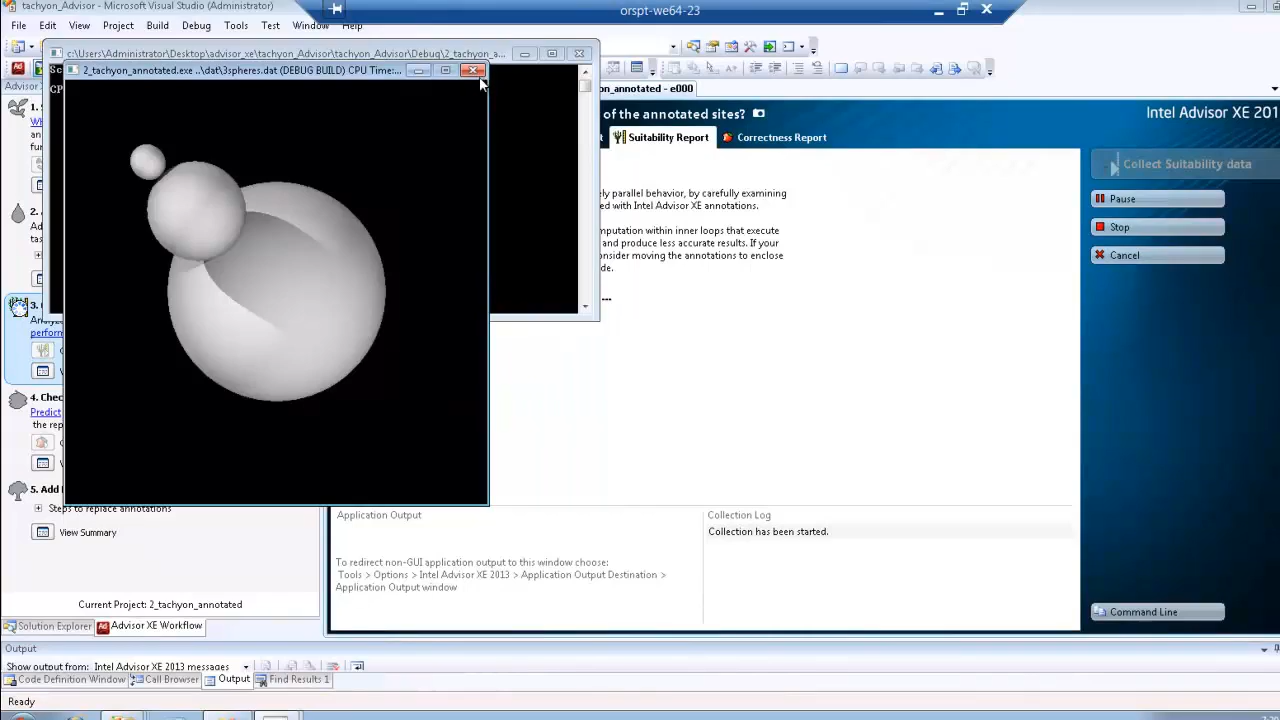 tachyon_Advisor - Microsoft Visual Studio (Administrator)
orspt-we64-23
File Edit View Project Build Debug Tools Test Window Help
c:\Users\Administrator\Desktop\advisor_xe\tachyon_Advisor\tachyon_Advisor\Debug\2_tachyon_a...
2_tachyon_annotated.exe ..\dat\3spheres.dat (DEBUG BUILD) CPU Time:...
Advisor
on_annotated - e000
of the annotated sites?
Intel Advisor XE 201
Suitability Report
Correctness Report
Collect Suitability data
Pause
Stop
Cancel
ely parallel behavior, by carefully examining
ed with Intel Advisor XE annotations.
mputation within inner loops that execute
and produce less accurate results. If your
onsider moving the annotations to enclose
de.
1.
2.
3.
perform
4. Chec
Predict
the rep
5. Add
Steps to replace annotations
View Summary
Application Output
To redirect non-GUI application output to this window choose:
Tools > Options > Intel Advisor XE 2013 > Application Output Destination >
Application Output window
Collection Log
Collection has been started.
Command Line
Current Project: 2_tachyon_annotated
Solution Explorer
Advisor XE Workflow
Output
Show output from: Intel Advisor XE 2013 messages
Code Definition Window
Call Browser
Output
Find Results 1
Ready